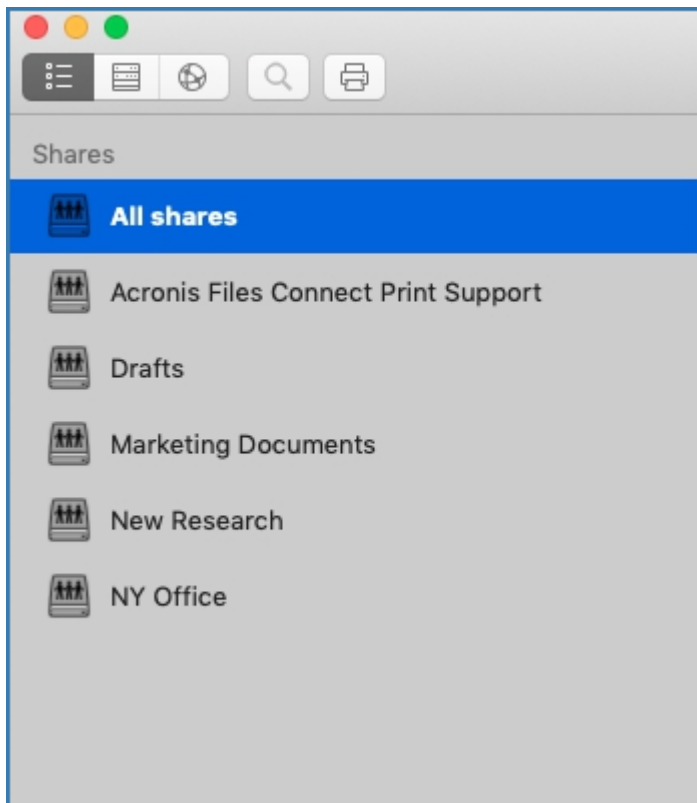 Shares
All shares
Acronis Files Connect Print Support
Drafts
Marketing Documents
New Research
NY Office